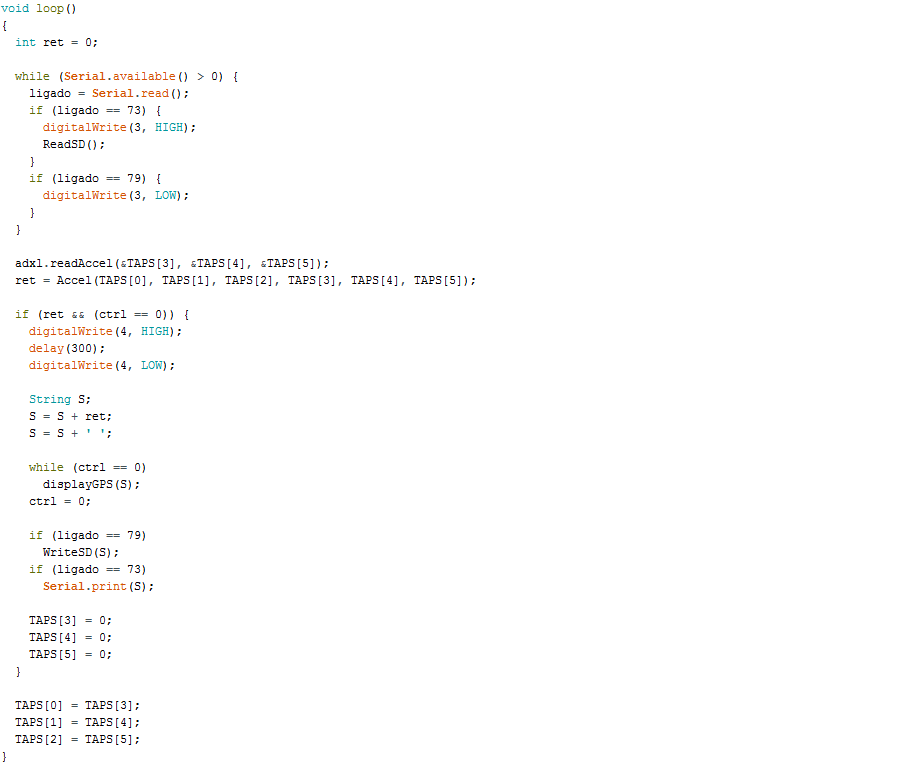 void loop()
{
  int ret = 0;

  while (Serial.available() > 0) {
    ligado = Serial.read();
    if (ligado == 73) {
      digitalWrite(3, HIGH);
      ReadSD();
    }
    if (ligado == 79) {
      digitalWrite(3, LOW);
    }
  }

  adxl.readAccel(&TAPS[3], &TAPS[4], &TAPS[5]);
  ret = Accel(TAPS[0], TAPS[1], TAPS[2], TAPS[3], TAPS[4], TAPS[5]);

  if (ret && (ctrl == 0)) {
    digitalWrite(4, HIGH);
    delay(300);
    digitalWrite(4, LOW);

    String S;
    S = S + ret;
    S = S + ' ';

    while (ctrl == 0)
      displayGPS(S);
    ctrl = 0;

    if (ligado == 79)
      WriteSD(S);
    if (ligado == 73)
      Serial.print(S);

    TAPS[3] = 0;
    TAPS[4] = 0;
    TAPS[5] = 0;
  }

  TAPS[0] = TAPS[3];
  TAPS[1] = TAPS[4];
  TAPS[2] = TAPS[5];
}